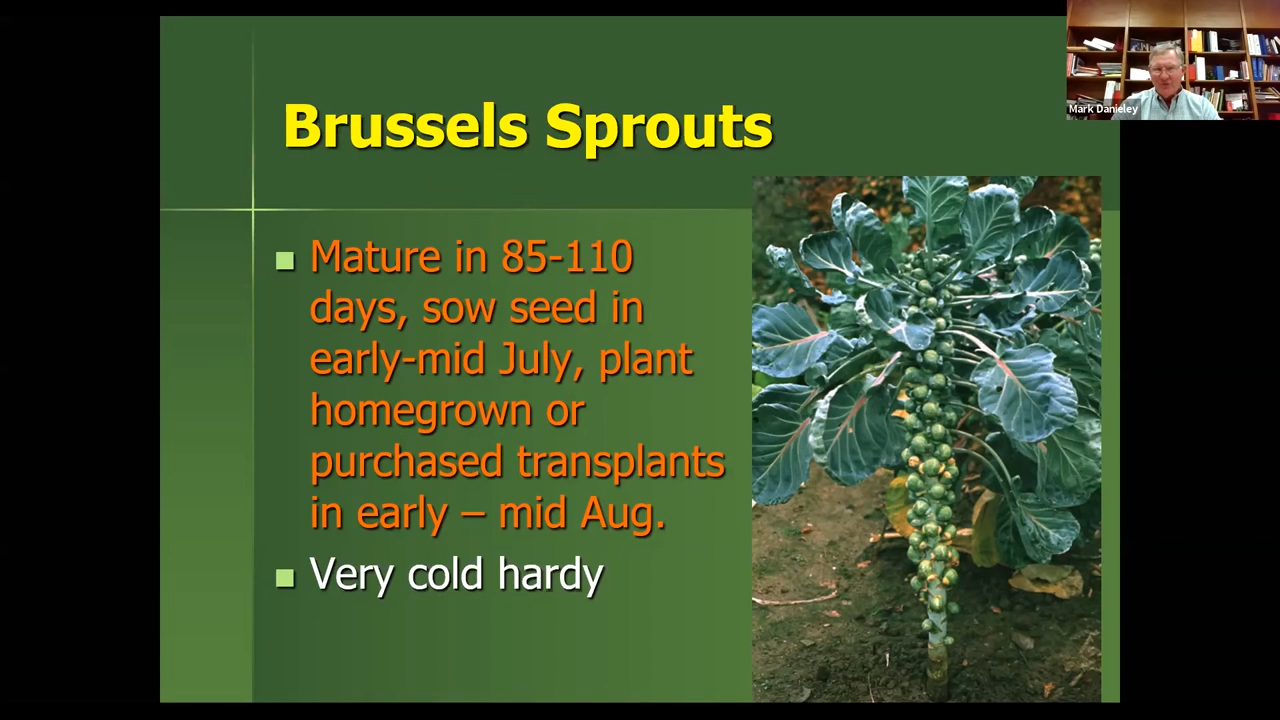 Mark Danieley
Brussels Sprouts
Mature in 85-110
days, sow seed in
early-mid July, plant
homegrown or
purchased transplants
in early – mid Aug.
Very cold hardy